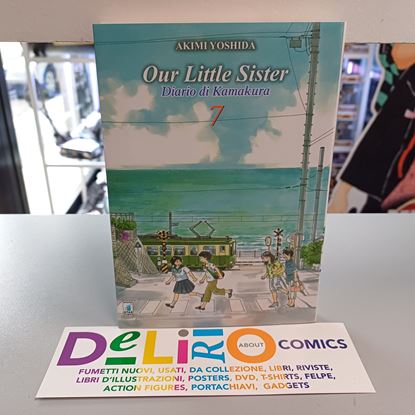 AKIMI YOSHIDA
Our Little Sister
Diario di Kamakura
7
DeLiRiO ABOUT COMICS
FUMETTI NUOVI, USATI, DA COLLEZIONE, LIBRI, RIVISTE,
LIBRI D'ILLUSTRAZIONI, POSTERS, DVD, T-SHIRTS, FELPE,
ACTION FIGURES, PORTACHIAVI, GADGETS